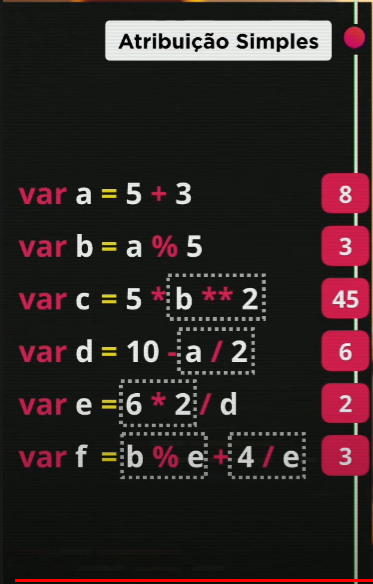 Atribuição Simples
var a = 5 + 3 8
var b = a % 5 3
var c = 5 * b ** 2 45
var d = 10 - a / 2 6
var e = 6 * 2 / d 2
var f = b % e + 4 / e 3